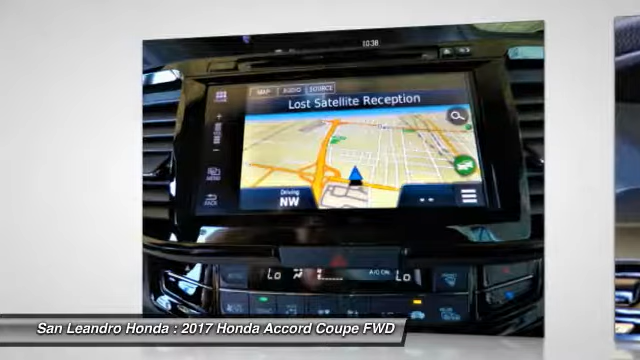 10:38
MAP AUDIO SOURCE
Lost Satellite Reception
MENU
BACK
Driving
NW
Lo
A/C ON
Lo
San Leandro Honda : 2017 Honda Accord Coupe FWD